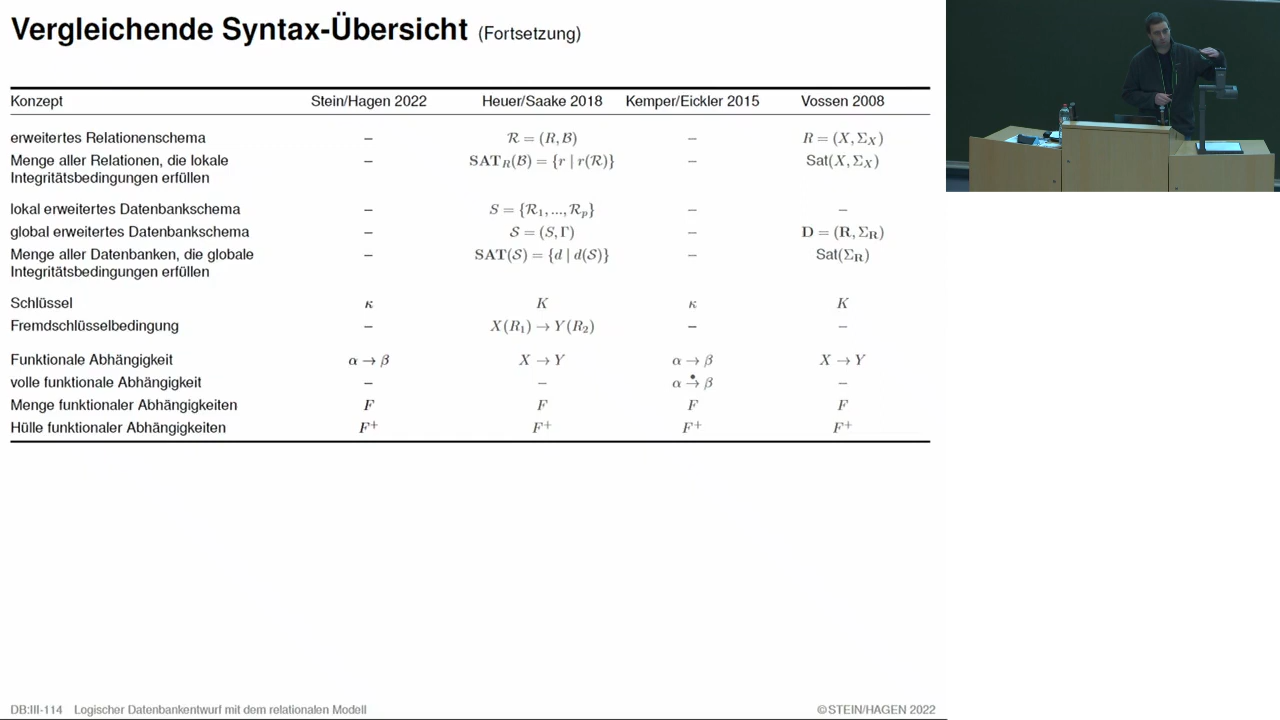 Vergleichende Syntax-Übersicht (Fortsetzung)
Konzept Stein/Hagen 2022 Heuer/Saake 2018 Kemper/Eickler 2015 Vossen 2008
erweitertes Relationenschema – ℛ = (R, ℬ) – R = (X, Σ_X)
Menge aller Relationen, die lokale – SAT_R(ℬ) = {r | r(ℛ)} – Sat(X, Σ_X)
Integritätsbedingungen erfüllen
lokal erweitertes Datenbankschema – S = {ℛ₁, ..., ℛ_p} – –
global erweitertes Datenbankschema – 𝒮 = (S, Γ) – D = (R, Σ_R)
Menge aller Datenbanken, die globale – SAT(𝒮) = {d | d(𝒮)} – Sat(Σ_R)
Integritätsbedingungen erfüllen
Schlüssel κ K κ K
Fremdschlüsselbedingung – X(R₁) → Y(R₂) – –
Funktionale Abhängigkeit α → β X → Y α → β X → Y
volle funktionale Abhängigkeit – – α →̇ β –
Menge funktionaler Abhängigkeiten F F F F
Hülle funktionaler Abhängigkeiten F⁺ F⁺ F⁺ F⁺
DB:III-114 Logischer Datenbankentwurf mit dem relationalen Modell ©STEIN/HAGEN 2022